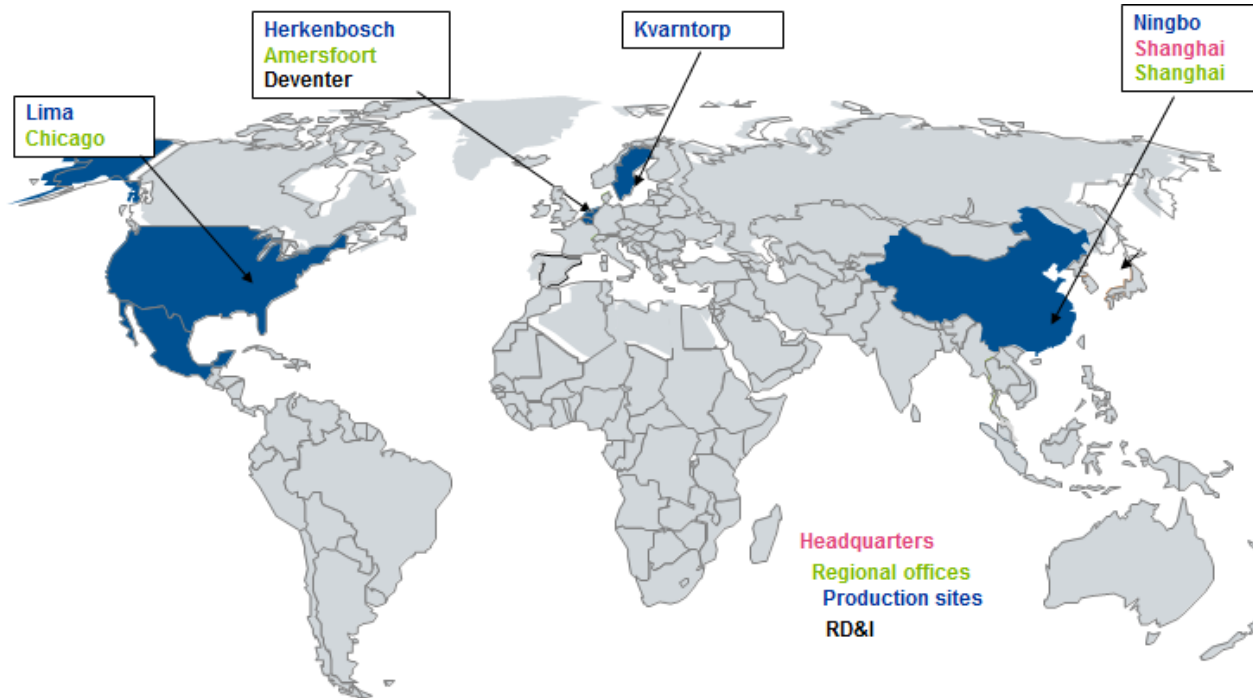 Lima
Chicago
Herkenbosch
Amersfoort
Deventer
Kvarntorp
Ningbo
Shanghai
Shanghai
Headquarters
Regional offices
Production sites
RD&I